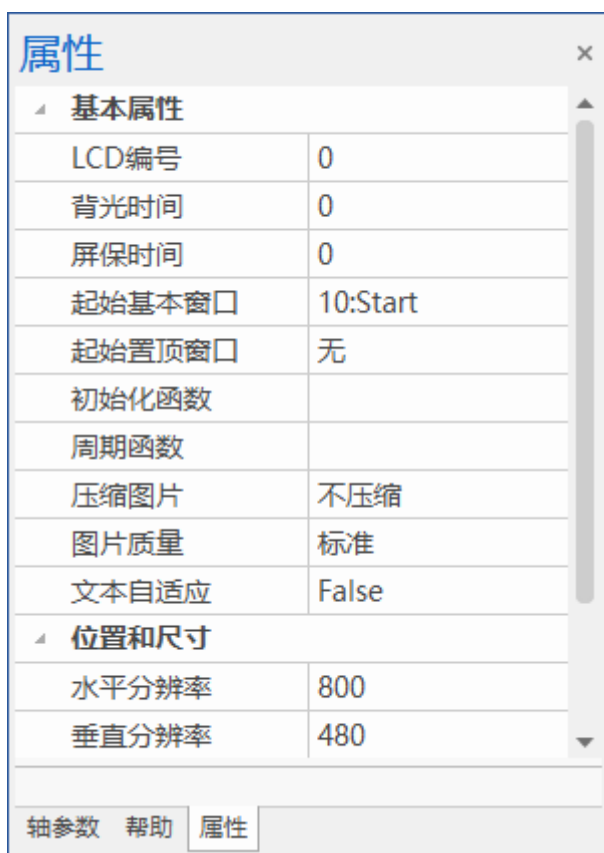 属性
基本属性
LCD编号 0
背光时间 0
屏保时间 0
起始基本窗口 10:Start
起始置顶窗口 无
初始化函数
周期函数
压缩图片 不压缩
图片质量 标准
文本自适应 False
位置和尺寸
水平分辨率 800
垂直分辨率 480
轴参数 帮助 属性